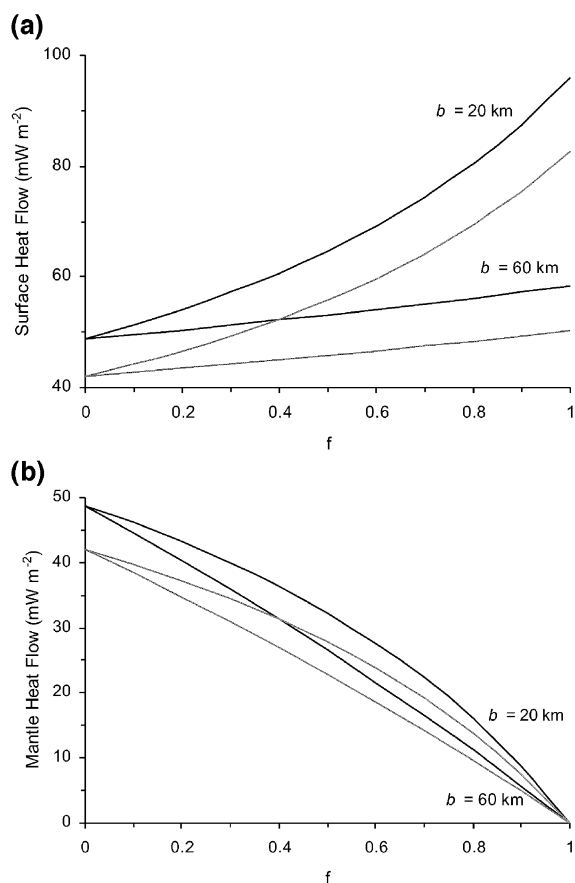 (a)
100
80
60
40
Surface Heat Flow (mW m-2)
b = 20 km
b = 60 km
0
0.2
0.4
0.6
0.8
1
f
(b)
50
40
30
20
10
0
Mantle Heat Flow (mW m-2)
b = 20 km
b = 60 km
0
0.2
0.4
0.6
0.8
1
f